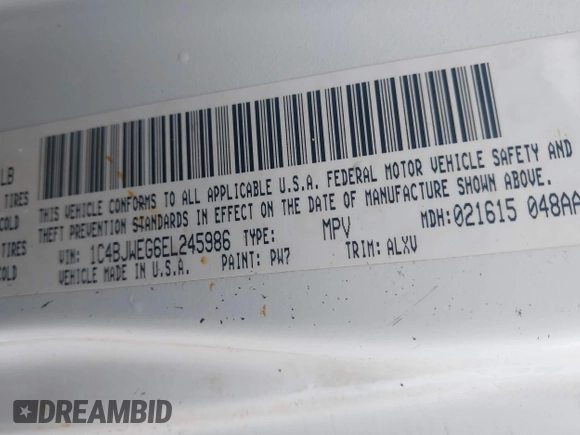 LB
TIRES
COLD
TIRES
COLD
THIS VEHICLE CONFORMS TO ALL APPLICABLE U.S.A. FEDERAL MOTOR VEHICLE SAFETY AND
THEFT PREVENTION STANDARDS IN EFFECT ON THE DATE OF MANUFACTURE SHOWN ABOVE.
VIN: 1C4BJWEG6EL245986 TYPE: MPV MDH: 021615 048AA
VEHICLE MADE IN U.S.A. PAINT: PW7 TRIM: ALXV
DREAMBID